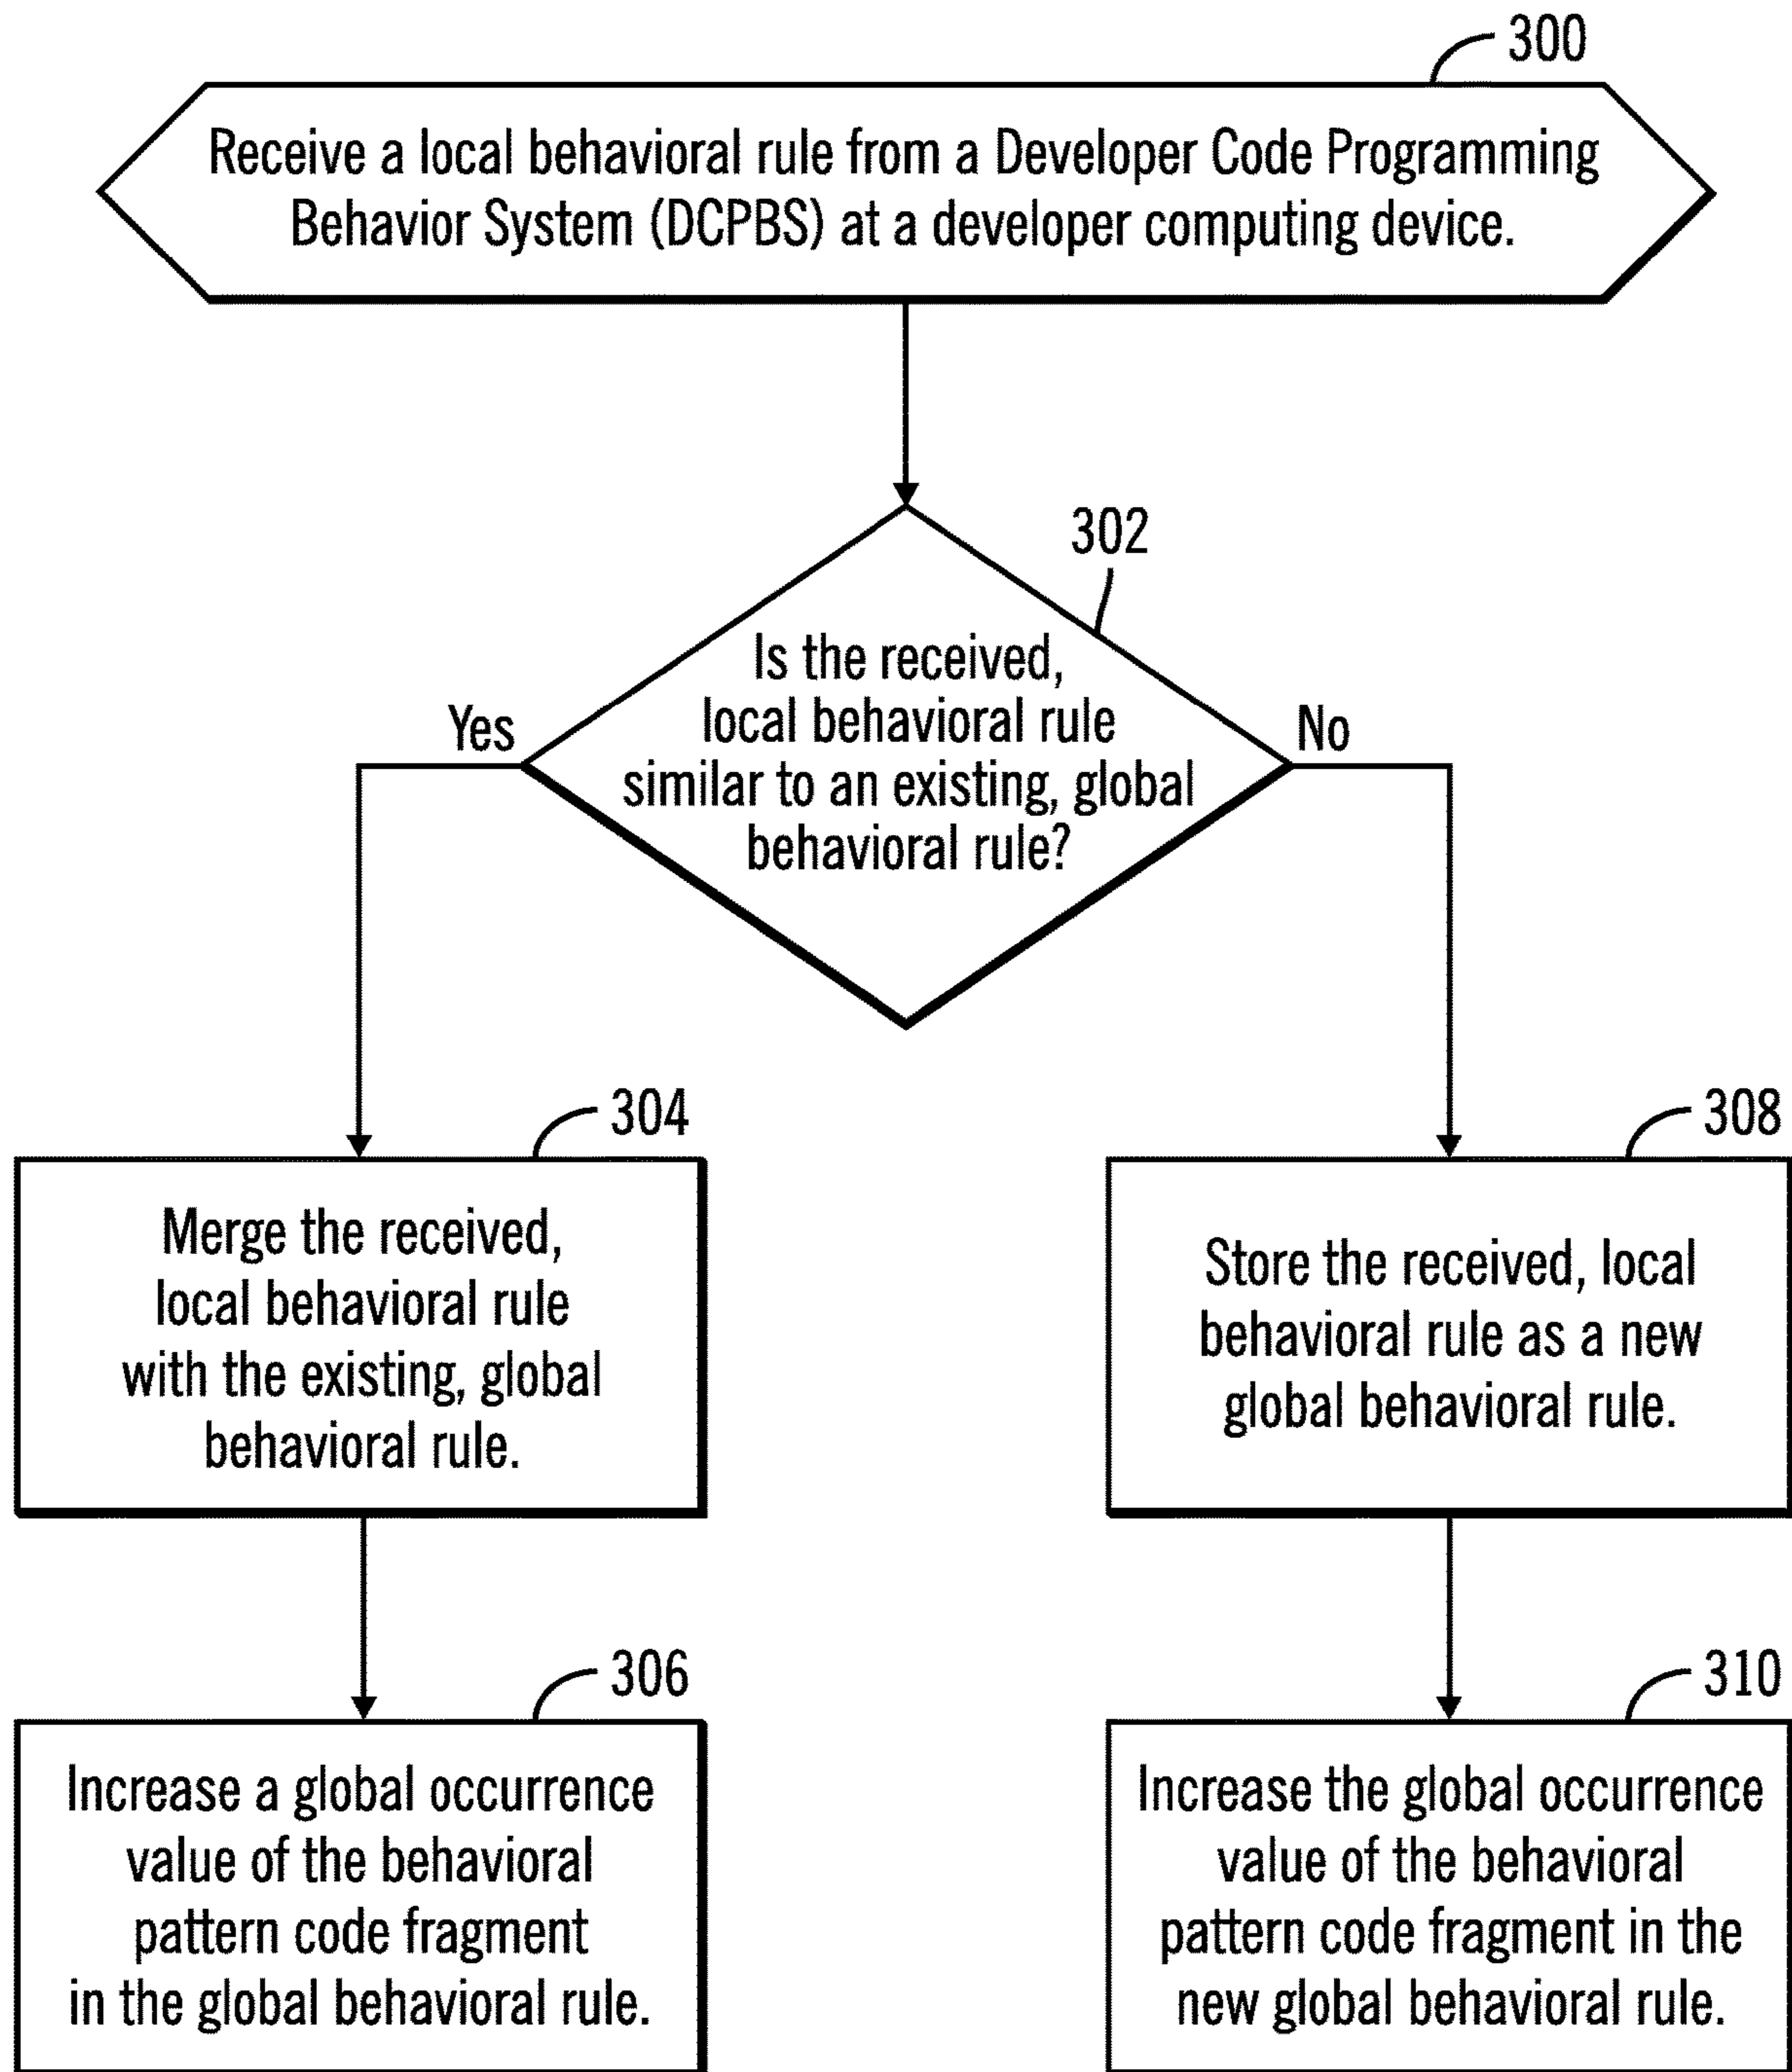 300
Receive a local behavioral rule from a Developer Code Programming
Behavior System (DCPBS) at a developer computing device.
302
Is the received,
local behavioral rule
similar to an existing, global
behavioral rule?
Yes
No
304
Merge the received,
local behavioral rule
with the existing, global
behavioral rule.
308
Store the received, local
behavioral rule as a new
global behavioral rule.
306
Increase a global occurrence
value of the behavioral
pattern code fragment
in the global behavioral rule.
310
Increase the global occurrence
value of the behavioral
pattern code fragment in the
new global behavioral rule.